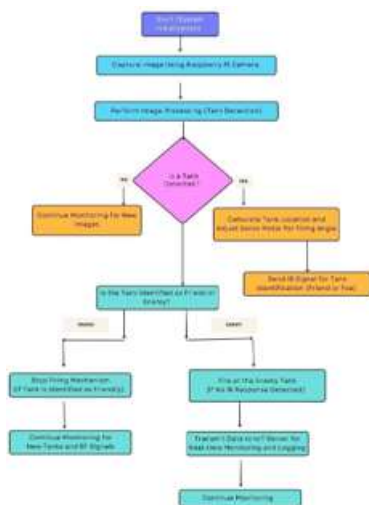 Start (System
Initialization)
Capture Image Using Raspberry Pi Camera
Perform Image Processing (Tank Detection)
Is a Tank
Detected?
No
Yes
Continue Monitoring for New
Images
Calculate Tank Location and
Adjust Servo Motor for Firing Angle
Send IR Signal for Tank
Identification (Friend or Foe)
Is the Tank Identified as Friend or
Enemy?
Stop Firing Mechanism
(If Tank is Identified as Friendly)
Fire at the Enemy Tank
(If No IR Response Detected)
Continue Monitoring for
New Tanks and RF Signals
Transmit Data to IoT Server for
Real-time Monitoring and Logging
Continue Monitoring